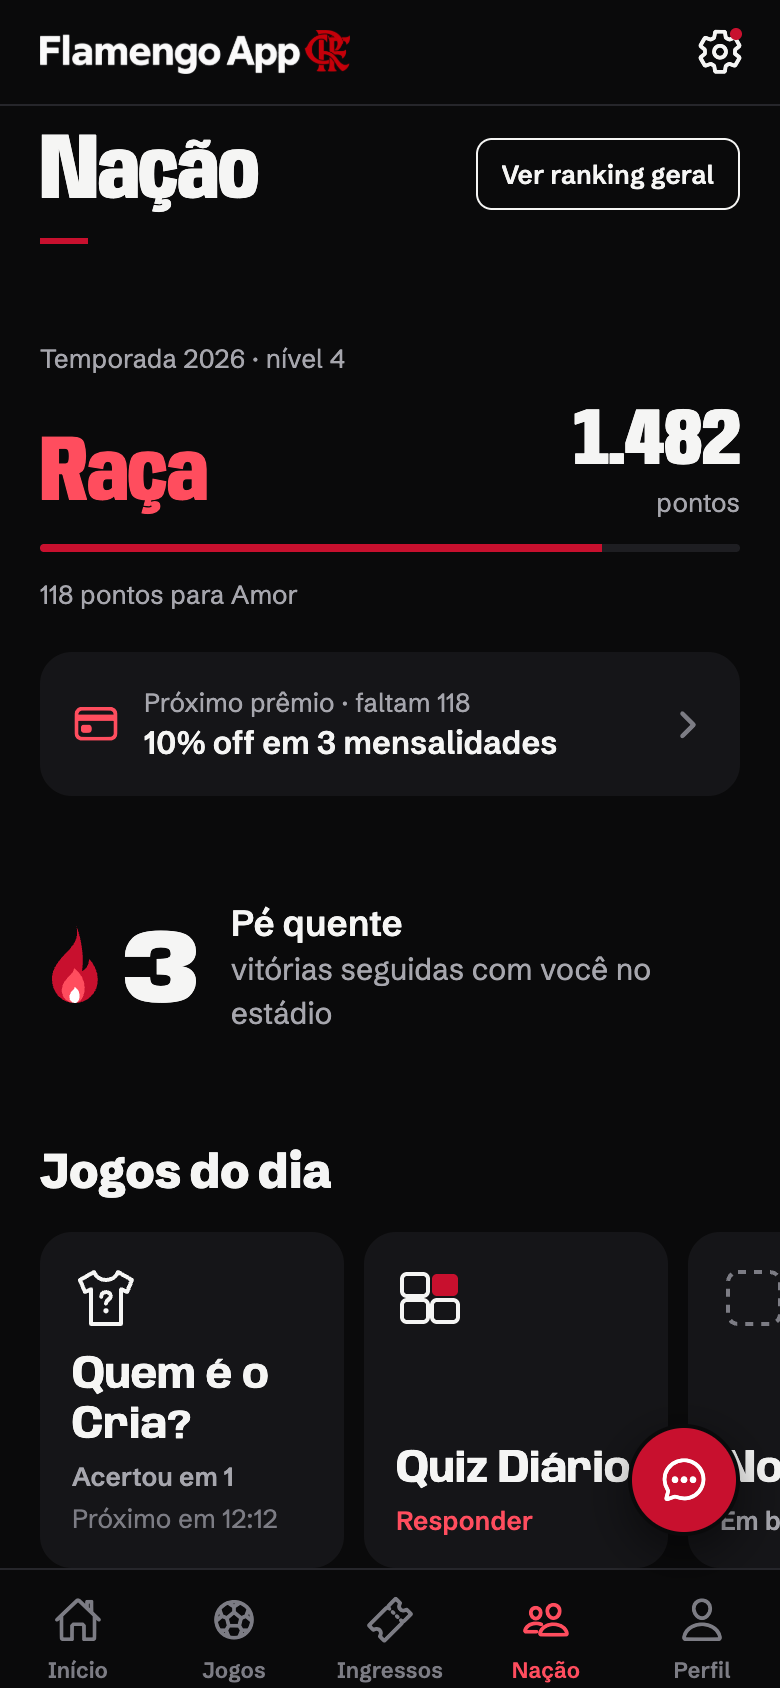 Flamengo App
Nação
Ver ranking geral
Temporada 2026 · nível 4
Raça
1.482
pontos
118 pontos para Amor
Próximo prêmio · faltam 118
10% off em 3 mensalidades
3
Pé quente
vitórias seguidas com você no
estádio
Jogos do dia
?
Quem é o
Cria?
Acertou em 1
Próximo em 12:12
Quiz Diário
Responder
Em b
Início
Jogos
Ingressos
Nação
Perfil